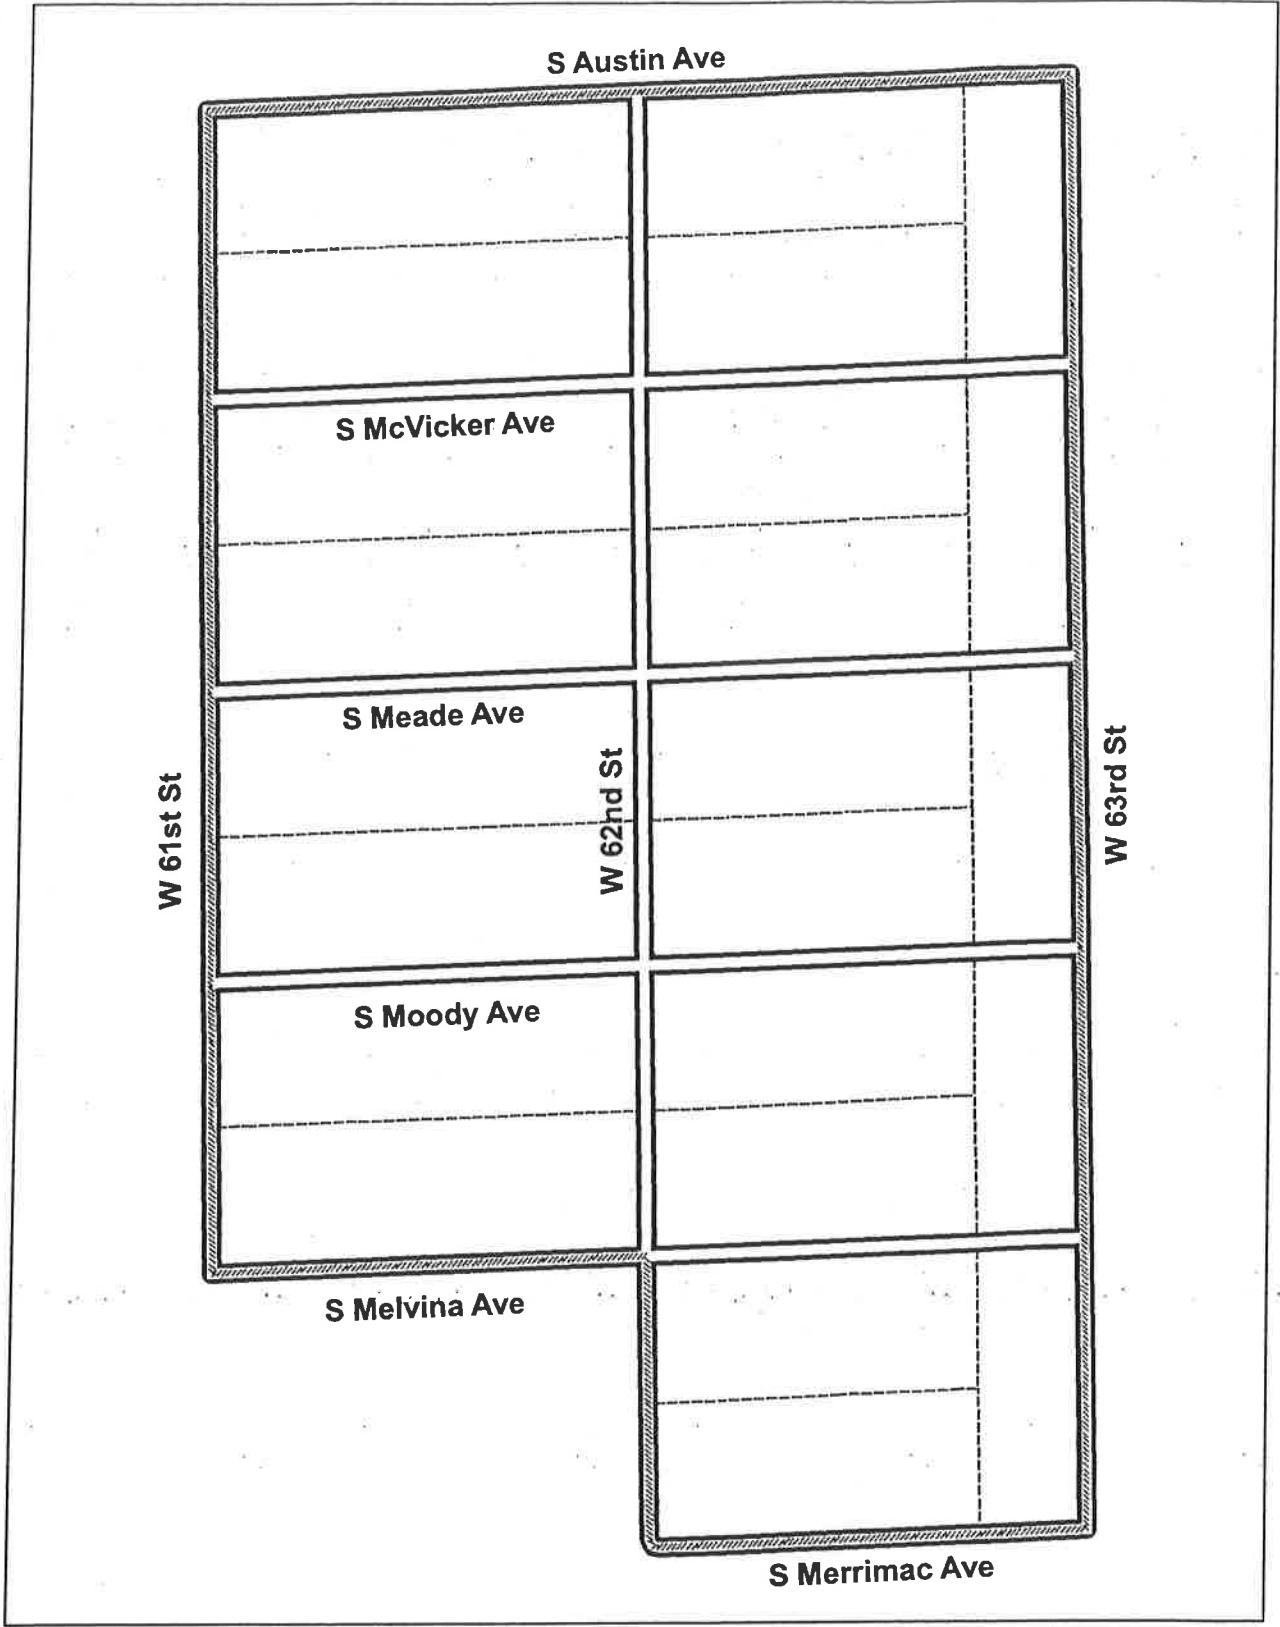 S Austin Ave
S McVicker Ave
S Meade Ave
W 61st St
W 62nd St
W 63rd St
S Moody Ave
S Melvina Ave
S Merrimac Ave